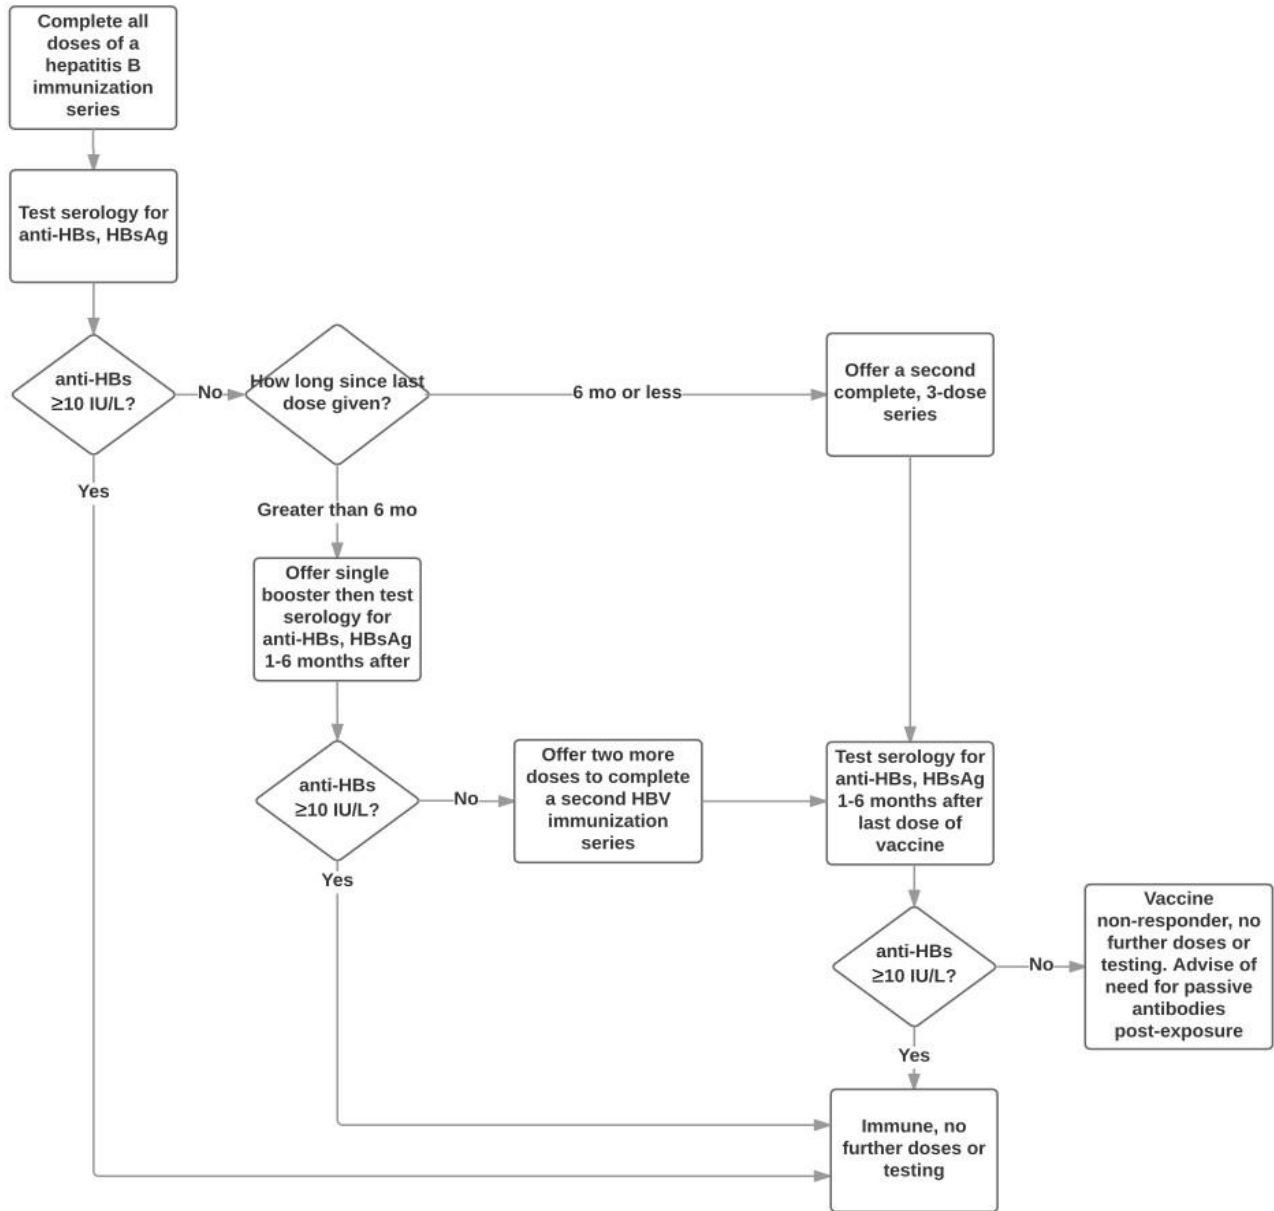 Complete all
doses of a
hepatitis B
immunization
series
Test serology for
anti-HBs, HBsAg
anti-HBs
≥10 IU/L?
No
How long since last
dose given?
6 mo or less
Offer a second
complete, 3-dose
series
Yes
Greater than 6 mo
Offer single
booster then test
serology for
anti-HBs, HBsAg
1-6 months after
anti-HBs
≥10 IU/L?
No
Offer two more
doses to complete
a second HBV
immunization
series
Test serology for
anti-HBs, HBsAg
1-6 months after
last dose of
vaccine
Yes
anti-HBs
≥10 IU/L?
No
Vaccine
non-responder, no
further doses or
testing. Advise of
need for passive
antibodies
post-exposure
Yes
Immune, no
further doses or
testing